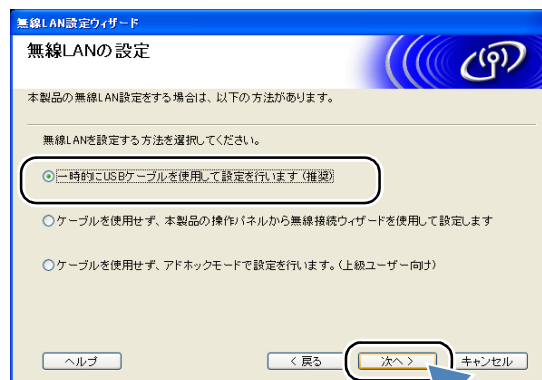 無線LAN設定ウィザード
無線LANの設定
本製品の無線LAN設定をする場合は、以下の方法があります。
無線LANを設定する方法を選択してください。
一時的にUSBケーブルを使用して設定を行います（推奨）
ケーブルを使用せず、本製品の操作パネルから無線接続ウィザードを使用して設定します
ケーブルを使用せず、アドホックモードで設定を行います。（上級ユーザー向け）
ヘルプ < 戻る 次へ > キャンセル